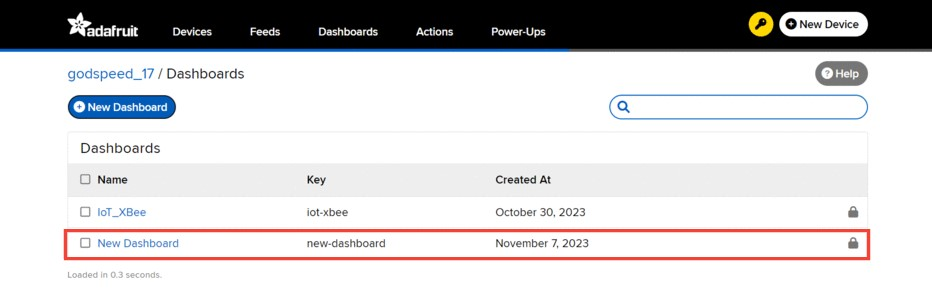 adafruit Devices Feeds Dashboards Actions Power-Ups New Device
godspeed_17 / Dashboards Help
New Dashboard
Dashboards
Name Key Created At
IoT_XBee iot-xbee October 30, 2023
New Dashboard new-dashboard November 7, 2023
Loaded in 0.3 seconds.